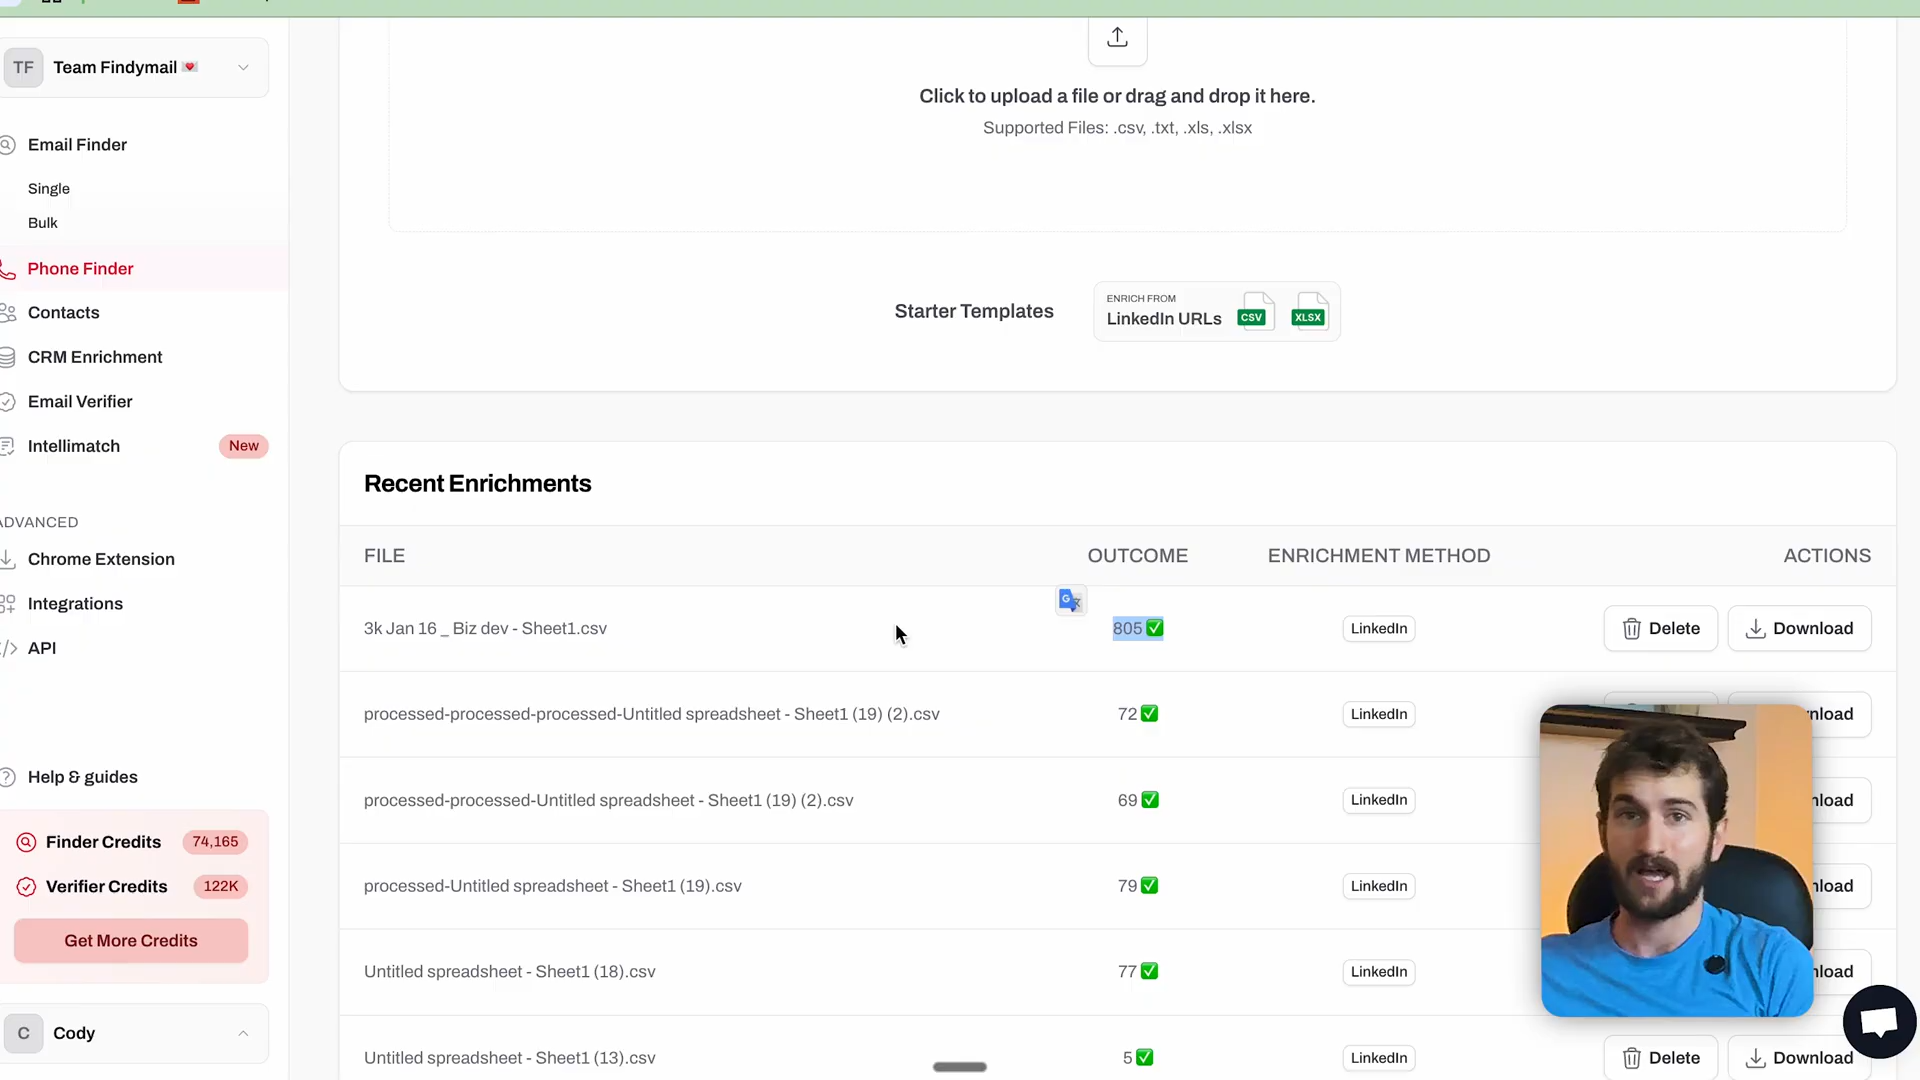 TF Team Findymail
Email Finder
Single
Bulk
Phone Finder
Contacts
CRM Enrichment
Email Verifier
Intellimatch New
ADVANCED
Chrome Extension
Integrations
API
Help & guides
Finder Credits 74,165
Verifier Credits 122K
Get More Credits
C Cody
Click to upload a file or drag and drop it here.
Supported Files: .csv, .txt, .xls, .xlsx
Starter Templates
ENRICH FROM
LinkedIn URLs CSV XLSX
Recent Enrichments
FILE OUTCOME ENRICHMENT METHOD ACTIONS
3k Jan 16 _ Biz dev - Sheet1.csv 805 ✅ LinkedIn Delete Download
processed-processed-processed-Untitled spreadsheet - Sheet1 (19) (2).csv 72 ✅ LinkedIn nload
processed-processed-Untitled spreadsheet - Sheet1 (19) (2).csv 69 ✅ LinkedIn nload
processed-Untitled spreadsheet - Sheet1 (19).csv 79 ✅ LinkedIn nload
Untitled spreadsheet - Sheet1 (18).csv 77 ✅ LinkedIn nload
Untitled spreadsheet - Sheet1 (13).csv 5 ✅ LinkedIn Delete Download